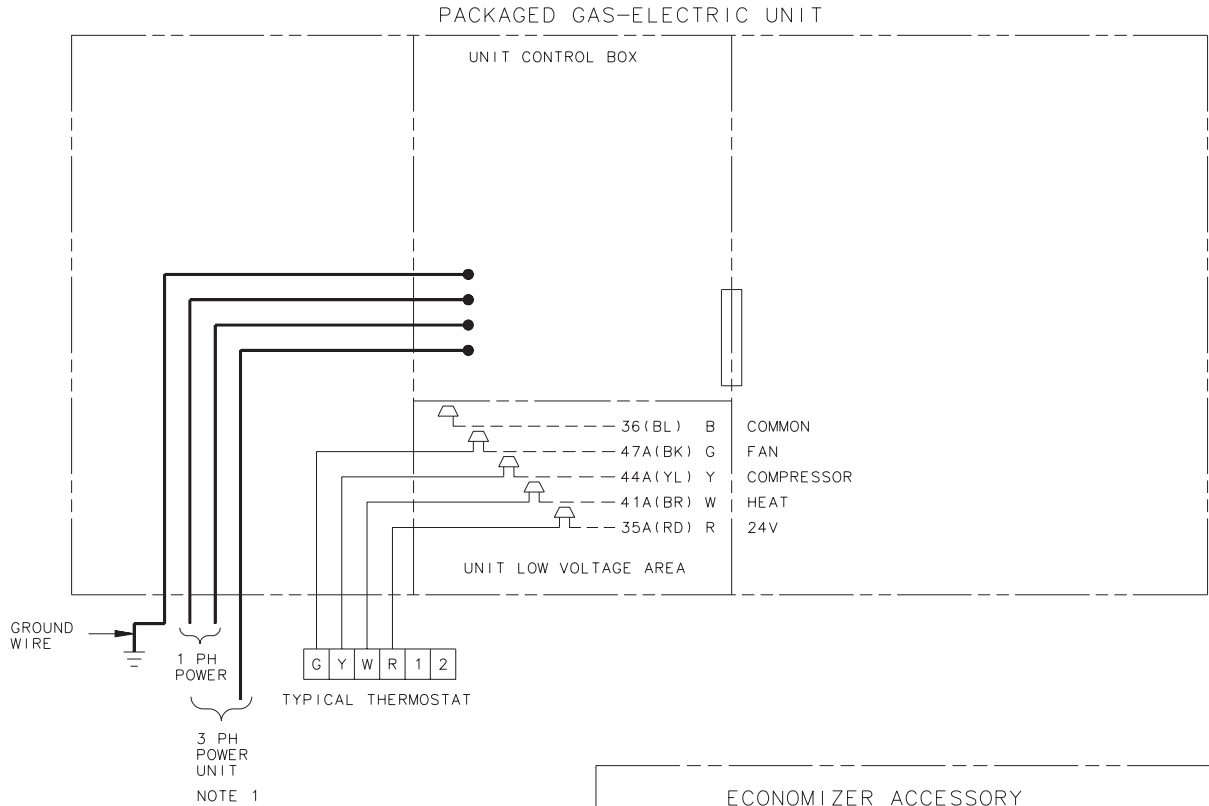 PACKAGED GAS-ELECTRIC UNIT
UNIT CONTROL BOX
36(BL) B COMMON
47A(BK) G FAN
44A(YL) Y COMPRESSOR
41A(BR) W HEAT
35A(RD) R 24V
UNIT LOW VOLTAGE AREA
GROUND
WIRE
1 PH
POWER
G Y W R 1 2
TYPICAL THERMOSTAT
3 PH
POWER
UNIT
NOTE 1
ECONOMIZER ACCESSORY